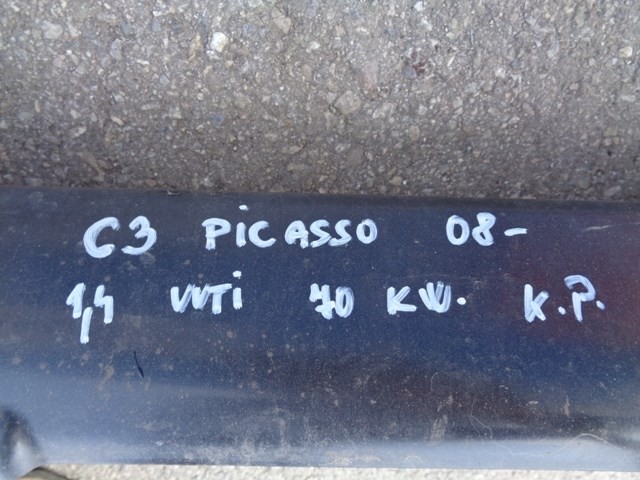 C3 PICASSO 08-
1,4 VVTi 70 KW. K.P.